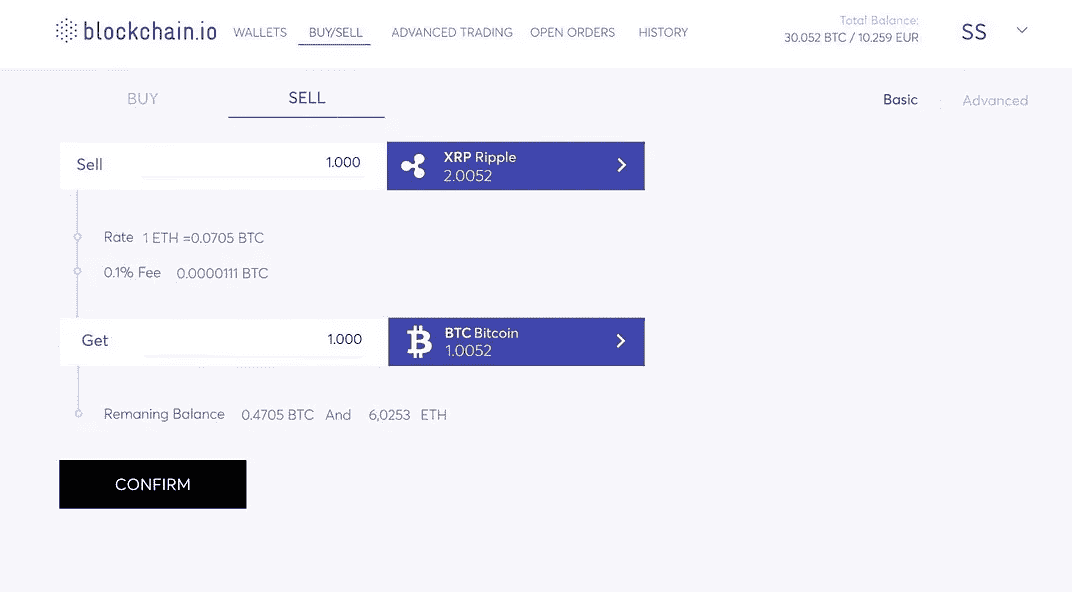 blockchain.io WALLETS BUY/SELL ADVANCED TRADING OPEN ORDERS HISTORY
Total Balance:
30.052 BTC / 10.259 EUR
SS
BUY SELL Basic Advanced
Sell 1.000 XRP Ripple
2.0052
Rate 1 ETH =0.0705 BTC
0.1% Fee 0.0000111 BTC
Get 1.000 BTC Bitcoin
1.0052
Remaning Balance 0.4705 BTC And 6,0253 ETH
CONFIRM